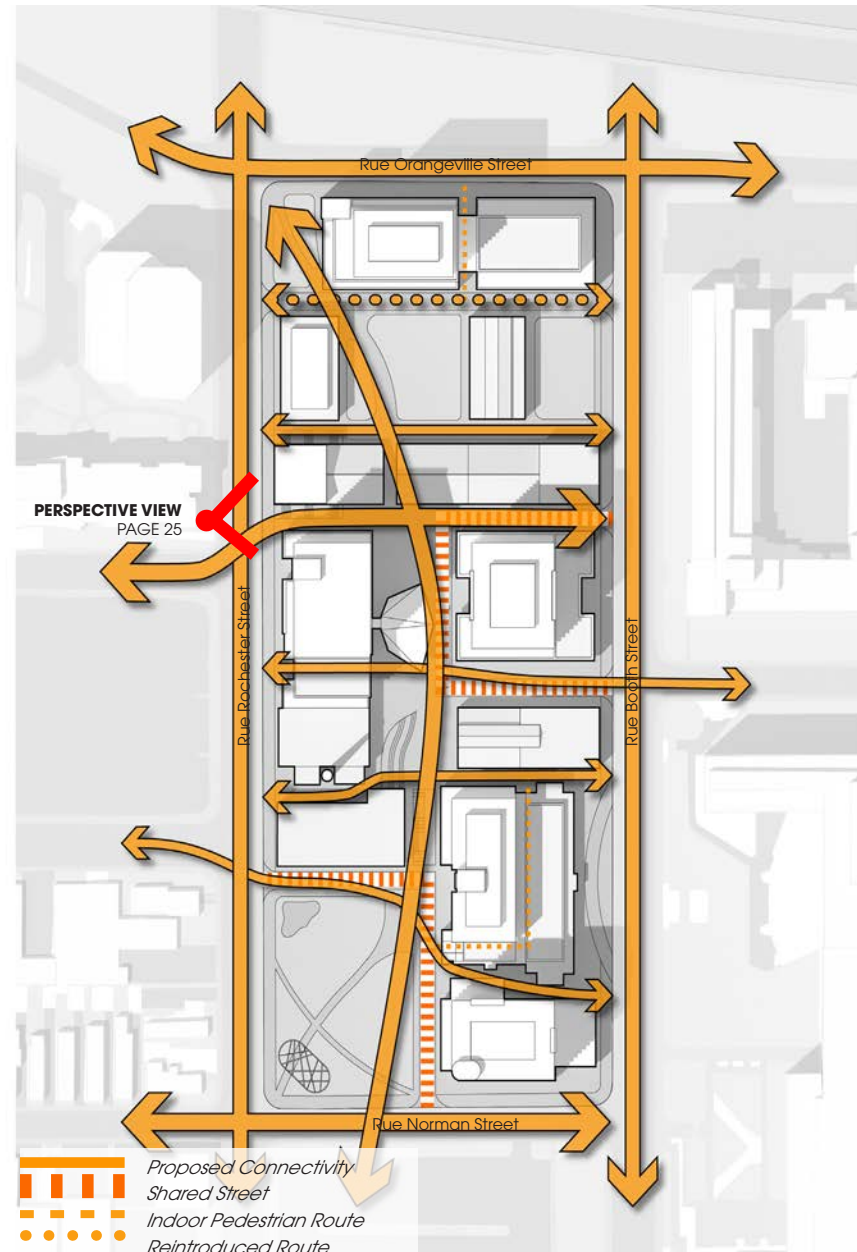 Rue Orangeville Street
PERSPECTIVE VIEW
PAGE 25
Rue Rochester Street
Rue Booth Street
Rue Norman Street
Proposed Connectivity
Shared Street
Indoor Pedestrian Route
Reintroduced Route